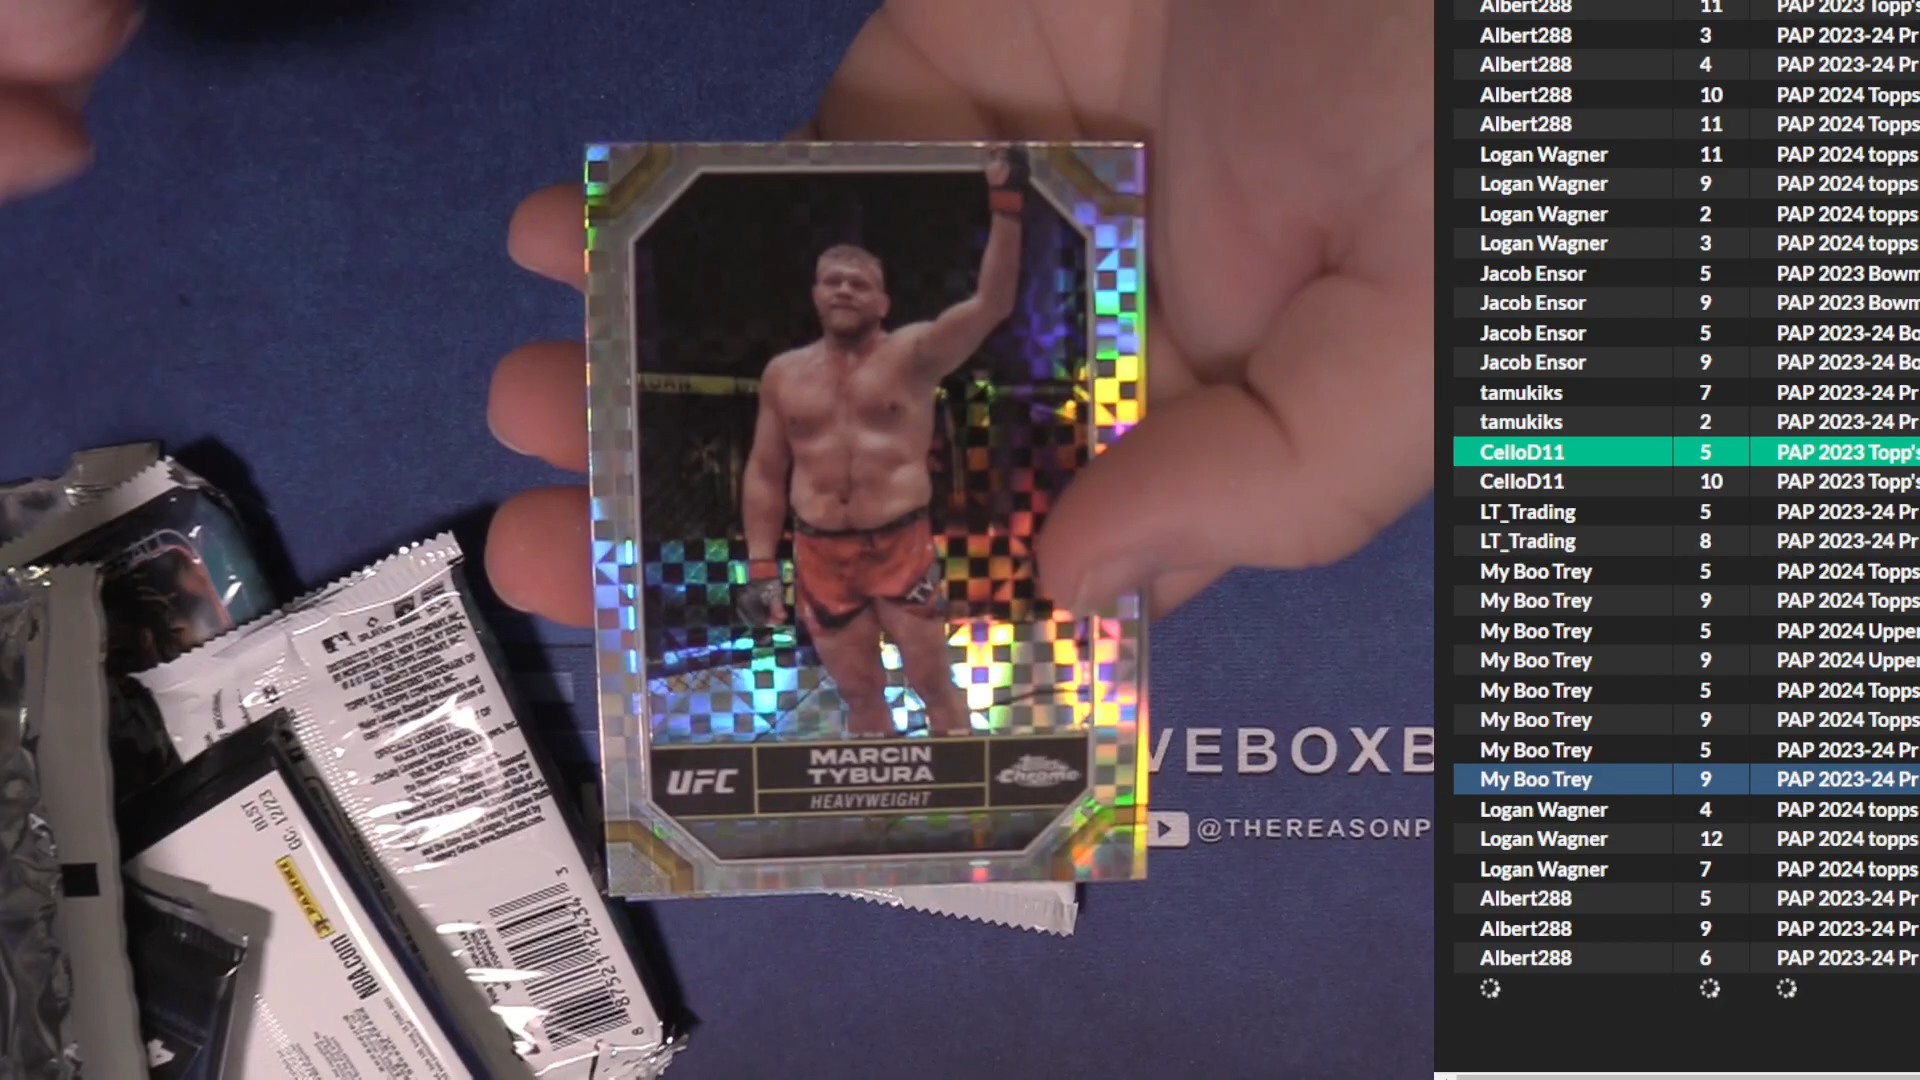 MARCIN
TYBURA
HEAVYWEIGHT
UFC
Topps
Chrome
TY
VEBOXB
@THEREASONP
BLST
GC: 12/23
PANINI
NBA.com
8 87521 12434 3
Albert288 11 PAP 2023 Topp's
Albert288 3 PAP 2023-24 Pr
Albert288 4 PAP 2023-24 Pr
Albert288 10 PAP 2024 Topps
Albert288 11 PAP 2024 Topps
Logan Wagner 11 PAP 2024 topps
Logan Wagner 9 PAP 2024 topps
Logan Wagner 2 PAP 2024 topps
Logan Wagner 3 PAP 2024 topps
Jacob Ensor 5 PAP 2023 Bowm
Jacob Ensor 9 PAP 2023 Bowm
Jacob Ensor 5 PAP 2023-24 Bo
Jacob Ensor 9 PAP 2023-24 Bo
tamukiks 7 PAP 2023-24 Pr
tamukiks 2 PAP 2023-24 Pr
CelloD11 5 PAP 2023 Topp's
CelloD11 10 PAP 2023 Topp's
LT_Trading 5 PAP 2023-24 Pr
LT_Trading 8 PAP 2023-24 Pr
My Boo Trey 5 PAP 2024 Topps
My Boo Trey 9 PAP 2024 Topps
My Boo Trey 5 PAP 2024 Upper
My Boo Trey 9 PAP 2024 Upper
My Boo Trey 5 PAP 2024 Topps
My Boo Trey 9 PAP 2024 Topps
My Boo Trey 5 PAP 2023-24 Pr
My Boo Trey 9 PAP 2023-24 Pr
Logan Wagner 4 PAP 2024 topps
Logan Wagner 12 PAP 2024 topps
Logan Wagner 7 PAP 2024 topps
Albert288 5 PAP 2023-24 Pr
Albert288 9 PAP 2023-24 Pr
Albert288 6 PAP 2023-24 Pr